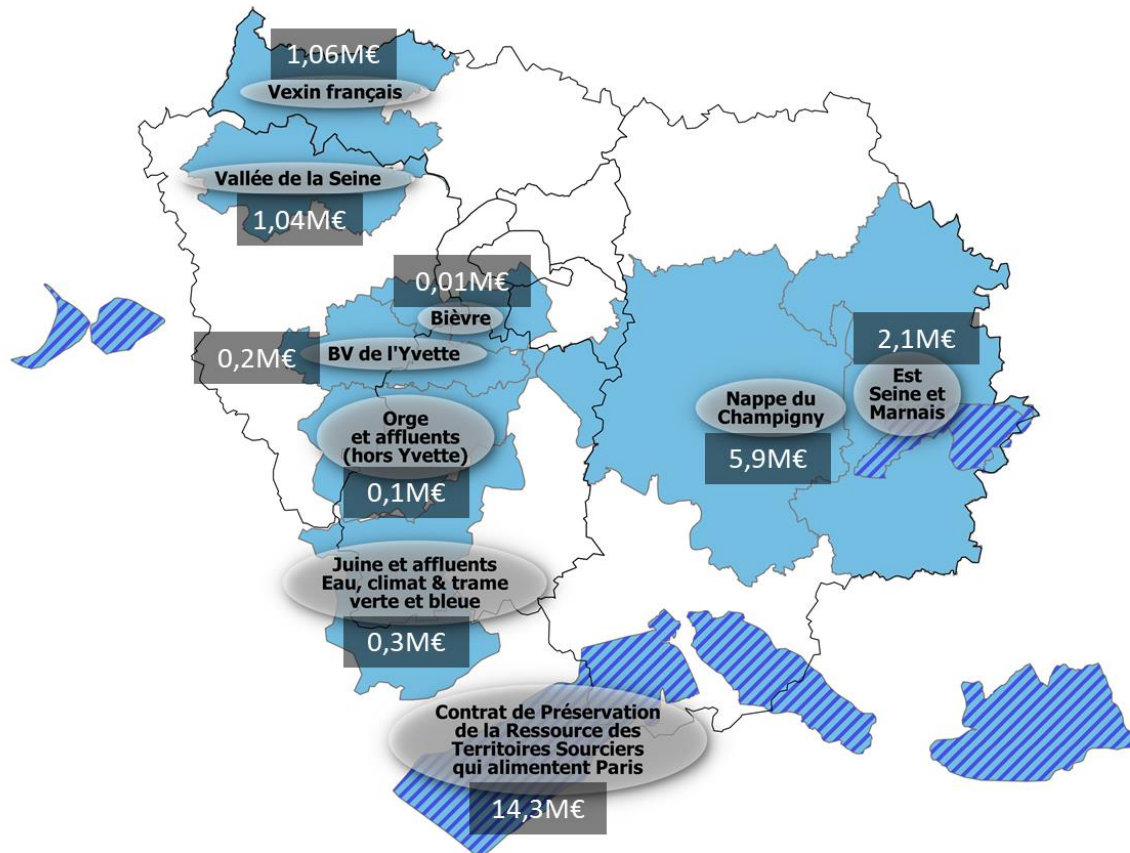 1,06M€
Vexin français
Vallée de la Seine
1,04M€
0,01M€
Bièvre
0,2M€
BV de l'Yvette
Orge
et affluents
(hors Yvette)
0,1M€
2,1M€
Est
Seine et
Marnais
Nappe du
Champigny
5,9M€
Juine et affluents
Eau, climat & trame
verte et bleue
0,3M€
Contrat de Préservation
de la Ressource des
Territoires Sourciers
qui alimentent Paris
14,3M€